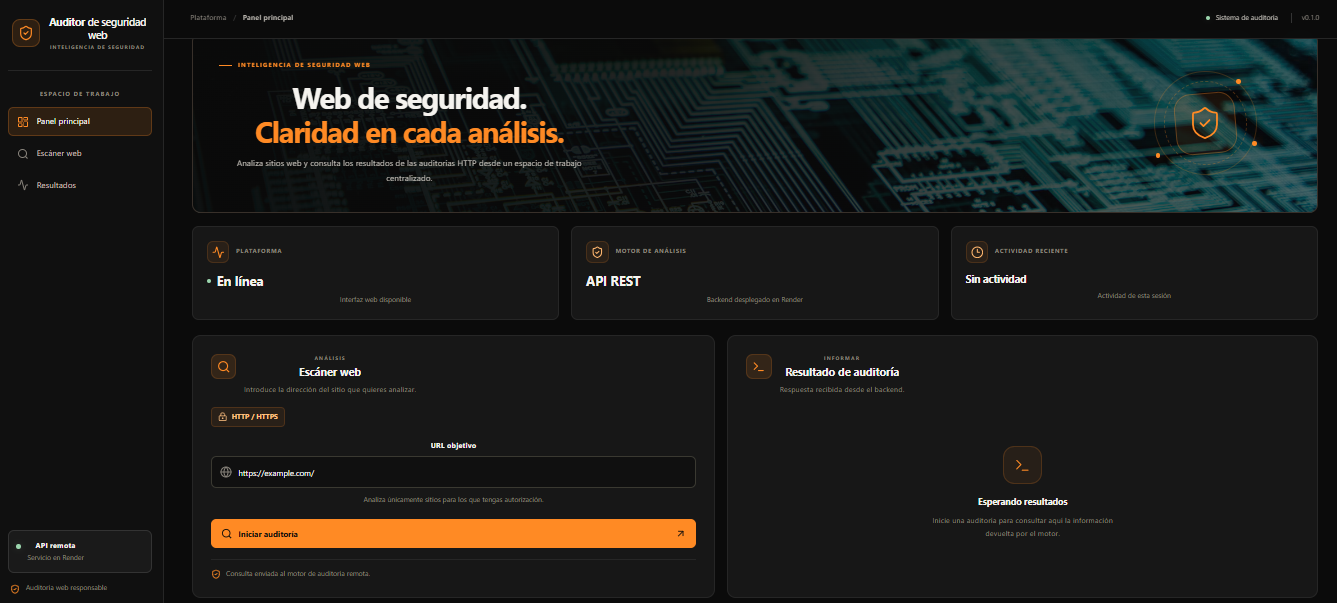 Auditor de seguridad
web
INTELIGENCIA DE SEGURIDAD
ESPACIO DE TRABAJO
Panel principal
Escáner web
Resultados
API remota
Servicio en Render
Auditoría web responsable
Plataforma / Panel principal
Sistema de auditoría
v0.1.0
INTELIGENCIA DE SEGURIDAD WEB
Web de seguridad.
Claridad en cada análisis.
Analiza sitios web y consulta los resultados de las auditorías HTTP desde un espacio de trabajo
centralizado.
PLATAFORMA
En línea
Interfaz web disponible
MOTOR DE ANÁLISIS
API REST
Backend desplegado en Render
ACTIVIDAD RECIENTE
Sin actividad
Actividad de esta sesión
ANÁLISIS
Escáner web
Introduce la dirección del sitio que quieres analizar.
HTTP / HTTPS
URL objetivo
https://example.com/
Analiza únicamente sitios para los que tengas autorización.
Iniciar auditoría
Consulta enviada al motor de auditoría remota.
INFORMAR
Resultado de auditoría
Respuesta recibida desde el backend.
Esperando resultados
Inicie una auditoría para consultar aquí la información
devuelta por el motor.